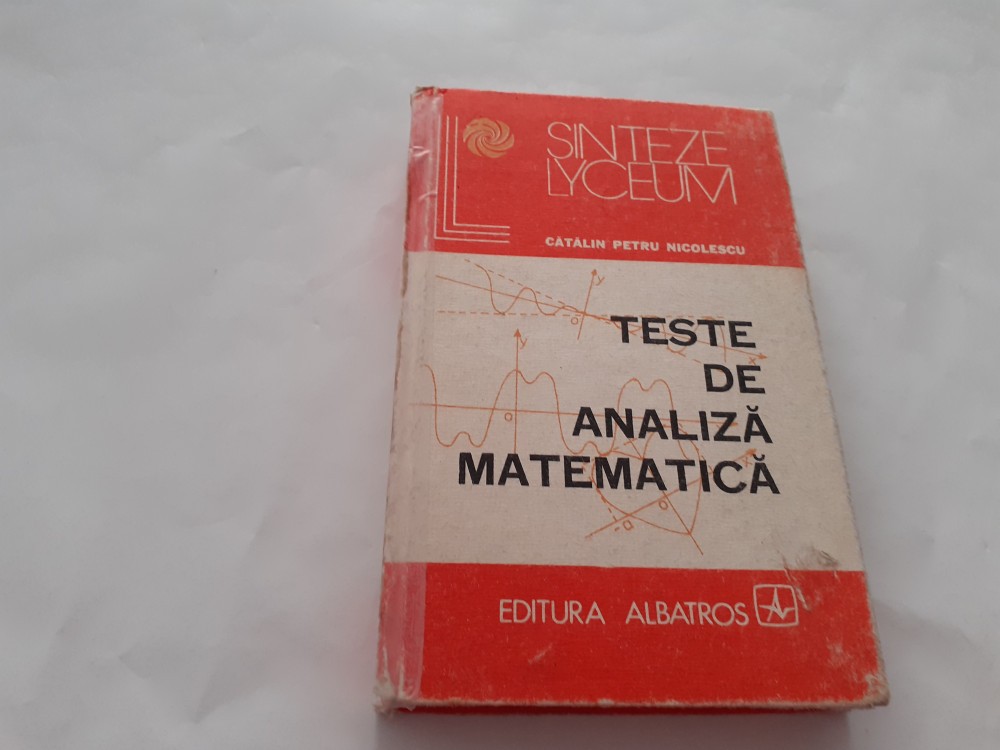 SINTEZE
LYCEUM
CĂTĂLIN PETRU NICOLESCU
y
O
x
y
O
TESTE
DE
ANALIZĂ
MATEMATICĂ
x
O
a
EDITURA ALBATROS